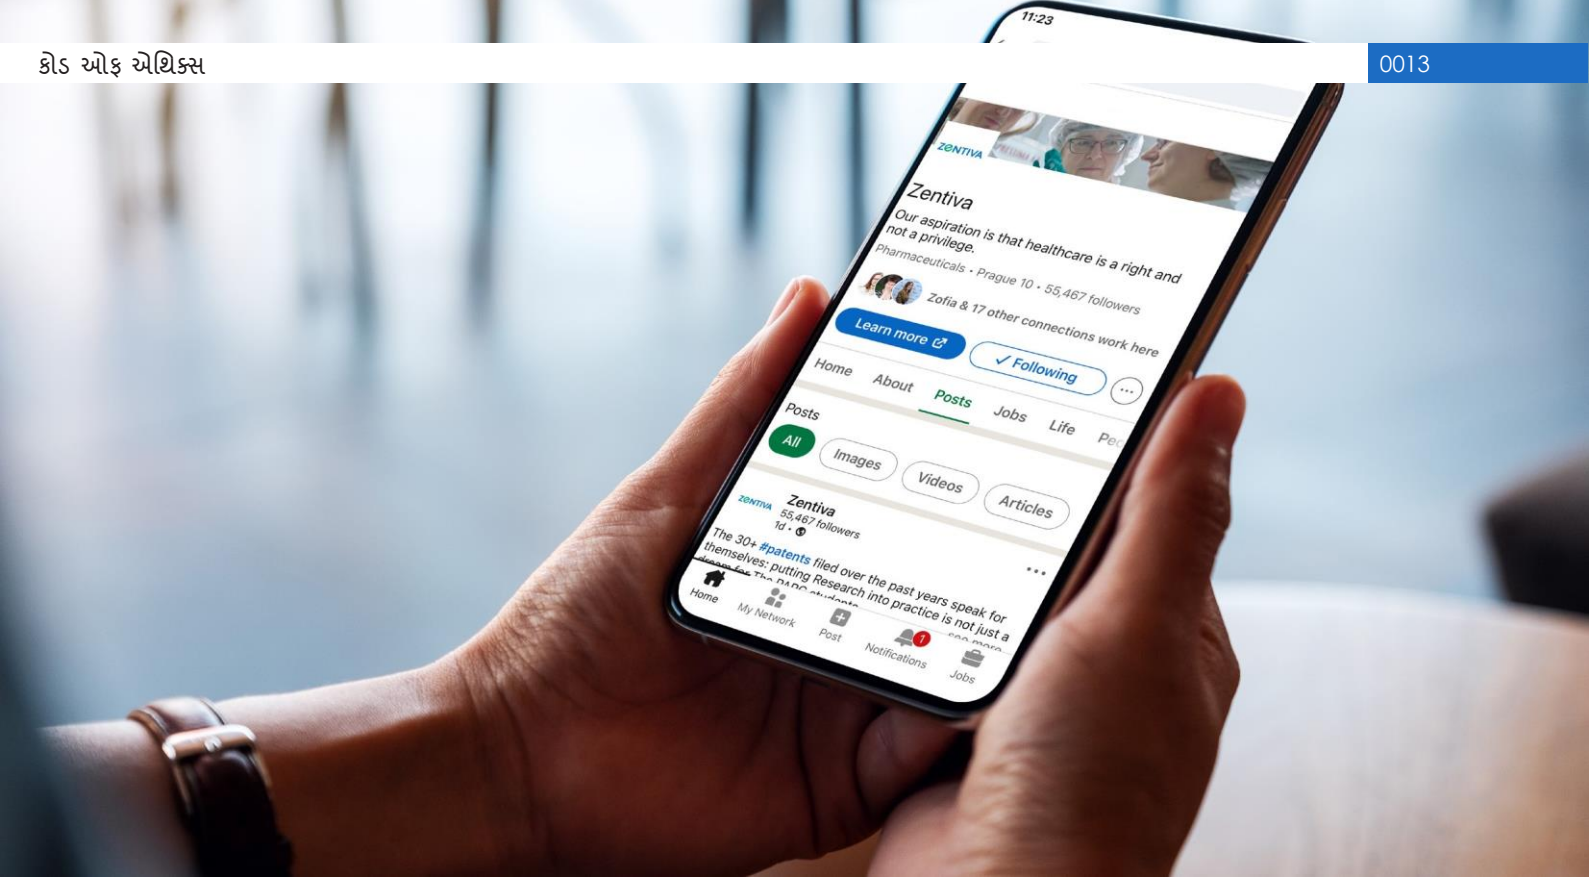 11:23
કોડ ઓફ એથિક્સ
0013
ZENTIVA
Zentiva
Our aspiration is that healthcare is a right and
not a privilege.
Pharmaceuticals • Prague 10 • 55,467 followers
Zofia & 17 other connections work here
Learn more
✓ Following
Home About Posts Jobs Life
Posts
All Images Videos Articles
ZENTIVA
Zentiva
55,467 followers
1d •
The 30+ #patents filed over the past years speak for
themselves: putting Research into practice is not just a
see more
1
Home My Network Post Notifications Jobs